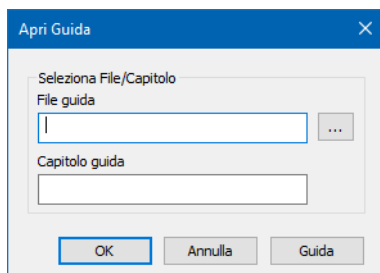 Apri Guida
Seleziona File/Capitolo
File guida
...
Capitolo guida
OK Annulla Guida